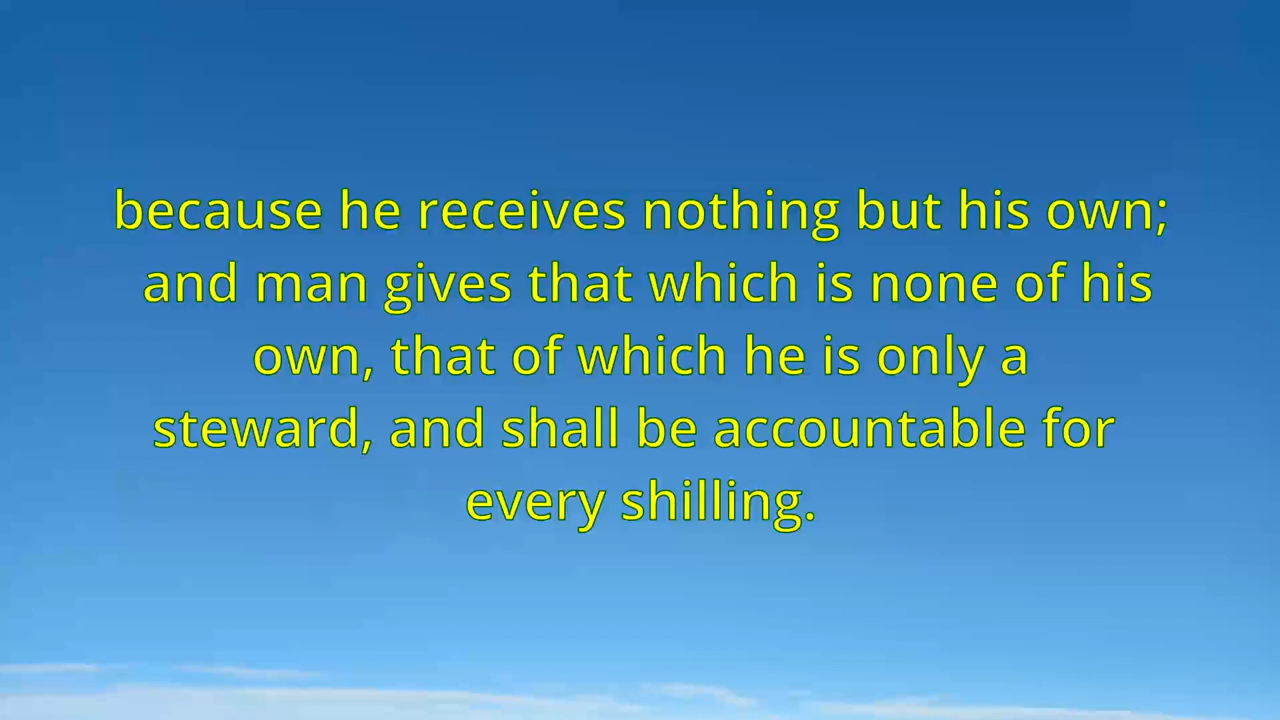 because he receives nothing but his own;
and man gives that which is none of his
own, that of which he is only a
steward, and shall be accountable for
every shilling.